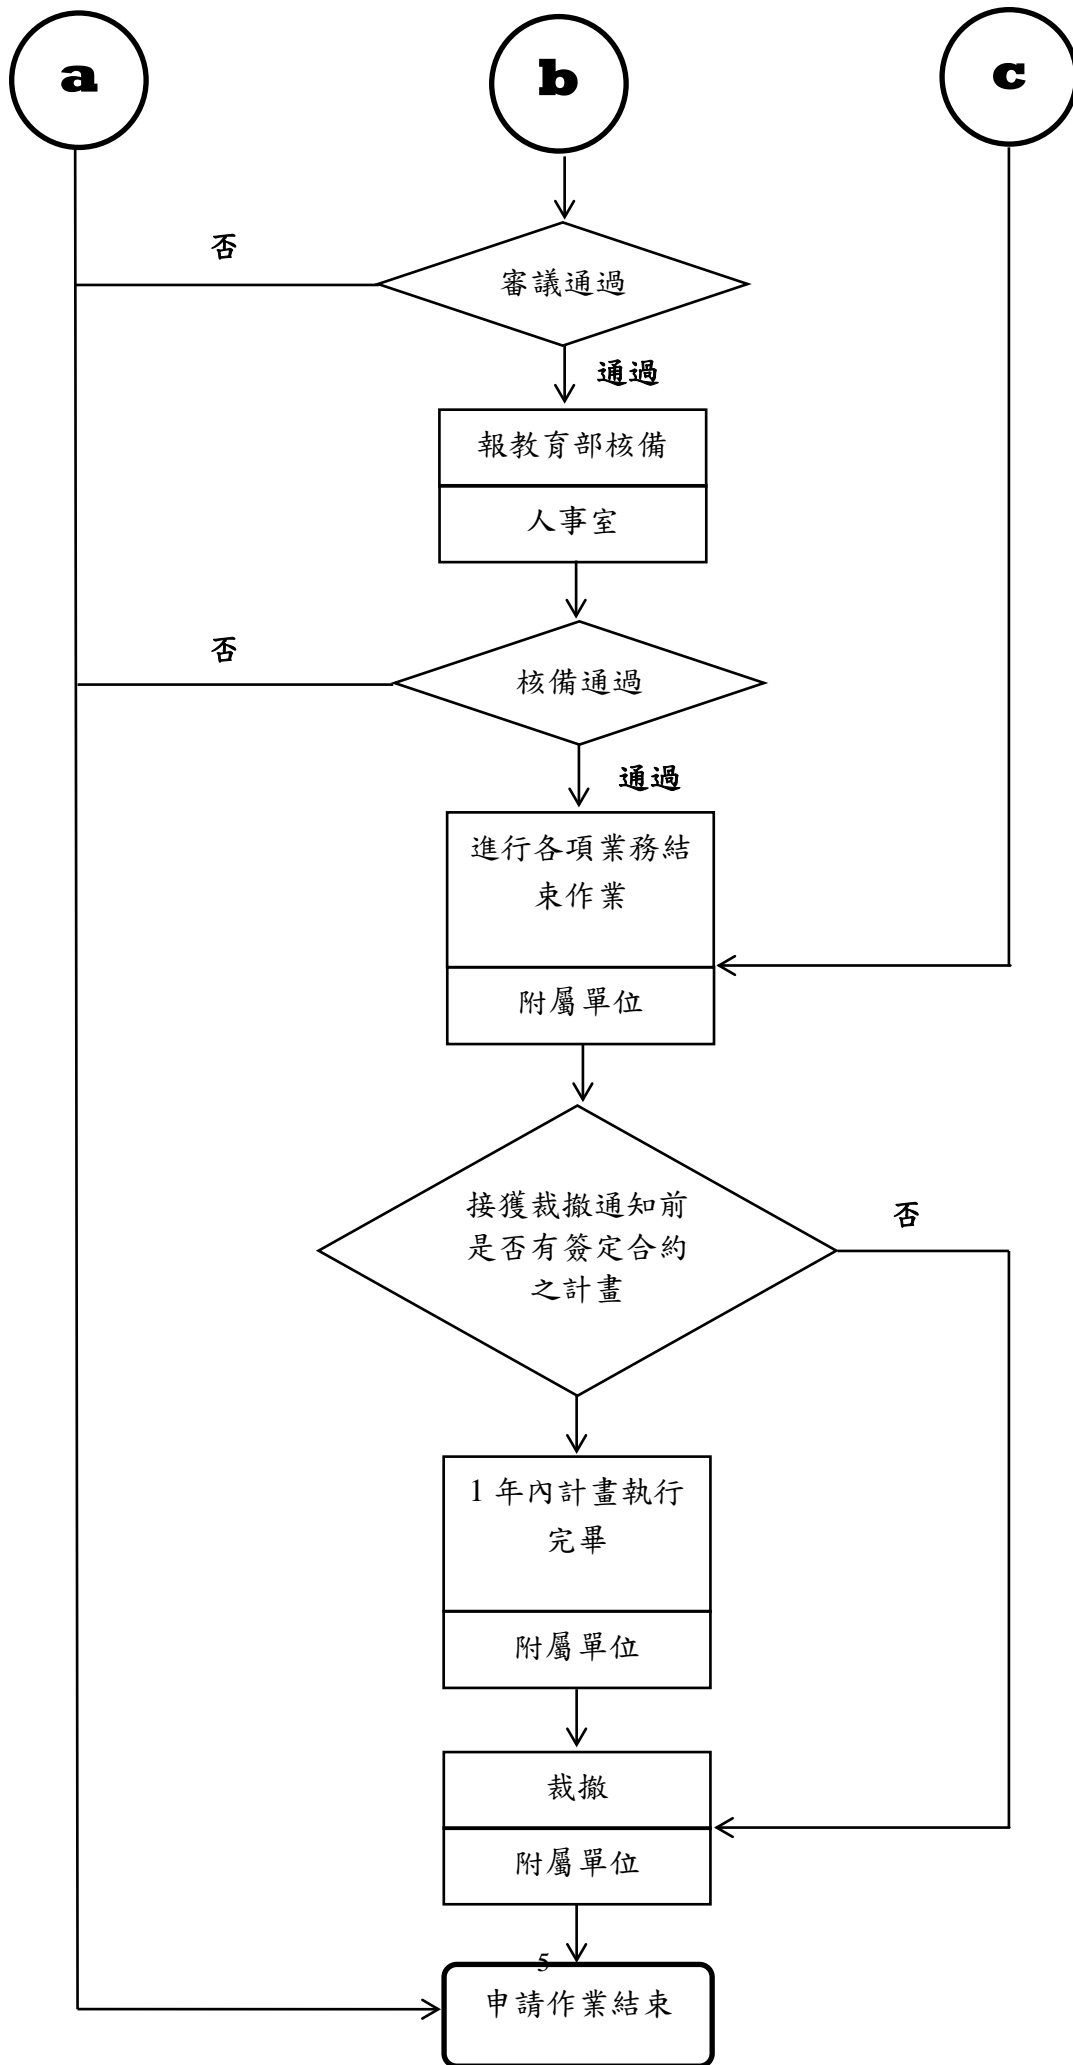 a
b
c
否
審議通過
通過
報教育部核備
人事室
否
核備通過
通過
進行各項業務結
束作業
附屬單位
接獲裁撤通知前
是否有簽定合約
之計畫
否
1 年內計畫執行
完畢
附屬單位
裁撤
附屬單位
5
申請作業結束